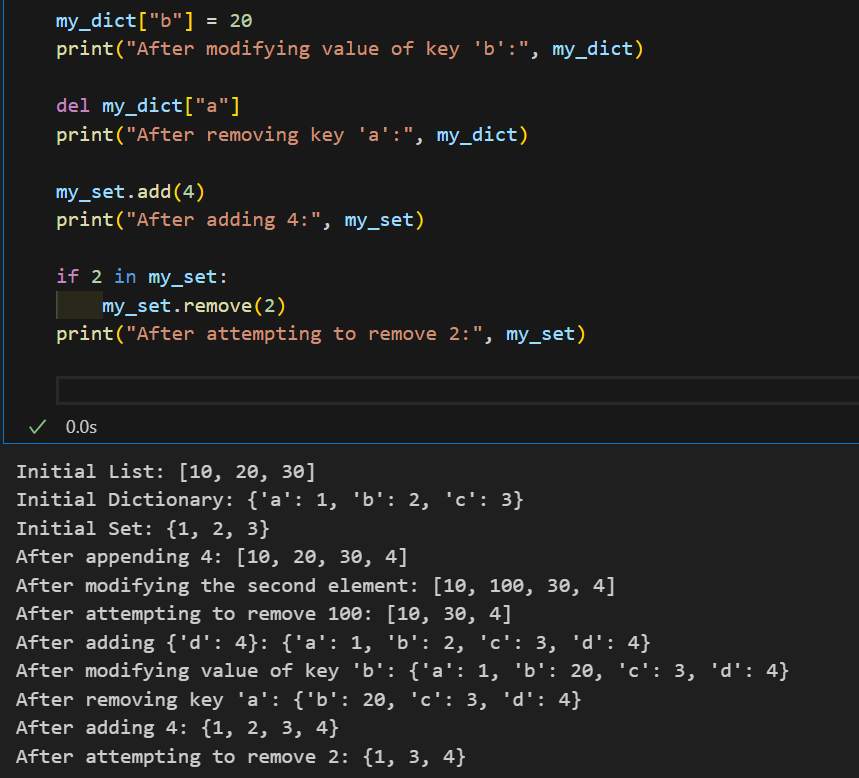 my_dict["b"] = 20
print("After modifying value of key 'b':", my_dict)
del my_dict["a"]
print("After removing key 'a':", my_dict)
my_set.add(4)
print("After adding 4:", my_set)
if 2 in my_set:
    my_set.remove(2)
print("After attempting to remove 2:", my_set)
0.0s
Initial List: [10, 20, 30]
Initial Dictionary: {'a': 1, 'b': 2, 'c': 3}
Initial Set: {1, 2, 3}
After appending 4: [10, 20, 30, 4]
After modifying the second element: [10, 100, 30, 4]
After attempting to remove 100: [10, 30, 4]
After adding {'d': 4}: {'a': 1, 'b': 2, 'c': 3, 'd': 4}
After modifying value of key 'b': {'a': 1, 'b': 20, 'c': 3, 'd': 4}
After removing key 'a': {'b': 20, 'c': 3, 'd': 4}
After adding 4: {1, 2, 3, 4}
After attempting to remove 2: {1, 3, 4}